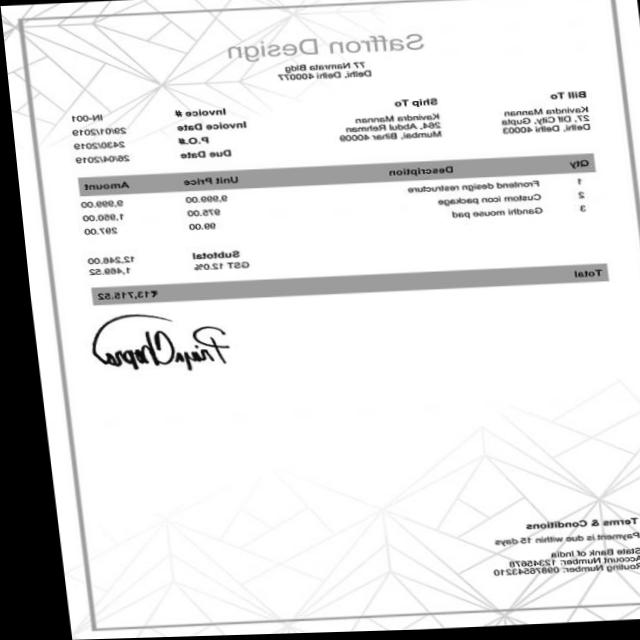 Saffron Design
77 Namrata Bldg
Delhi, Delhi 400077
Bill To
Kavindra Mannan
27, Dlf City, Gupta
Delhi, Delhi 40003
Ship To
Kavindra Mannan
264, Abdul Rehman
Mumbai, Bihar 40009
Invoice # IN-001
Invoice Date 29/01/2019
P.O.# 2430/2019
Due Date 26/04/2019
Qty Description Unit Price Amount
1 Frontend design restructure 9,999.00 9,999.00
2 Custom icon package 975.00 1,950.00
3 Gandhi mouse pad 99.00 297.00
Subtotal 12,246.00
GST 12.0% 1,469.52
Total ₹13,715.52
Priya Chopra
Terms & Conditions
Payment is due within 15 days
State Bank of India
Account Number: 12345678
Routing Number: 098765543210